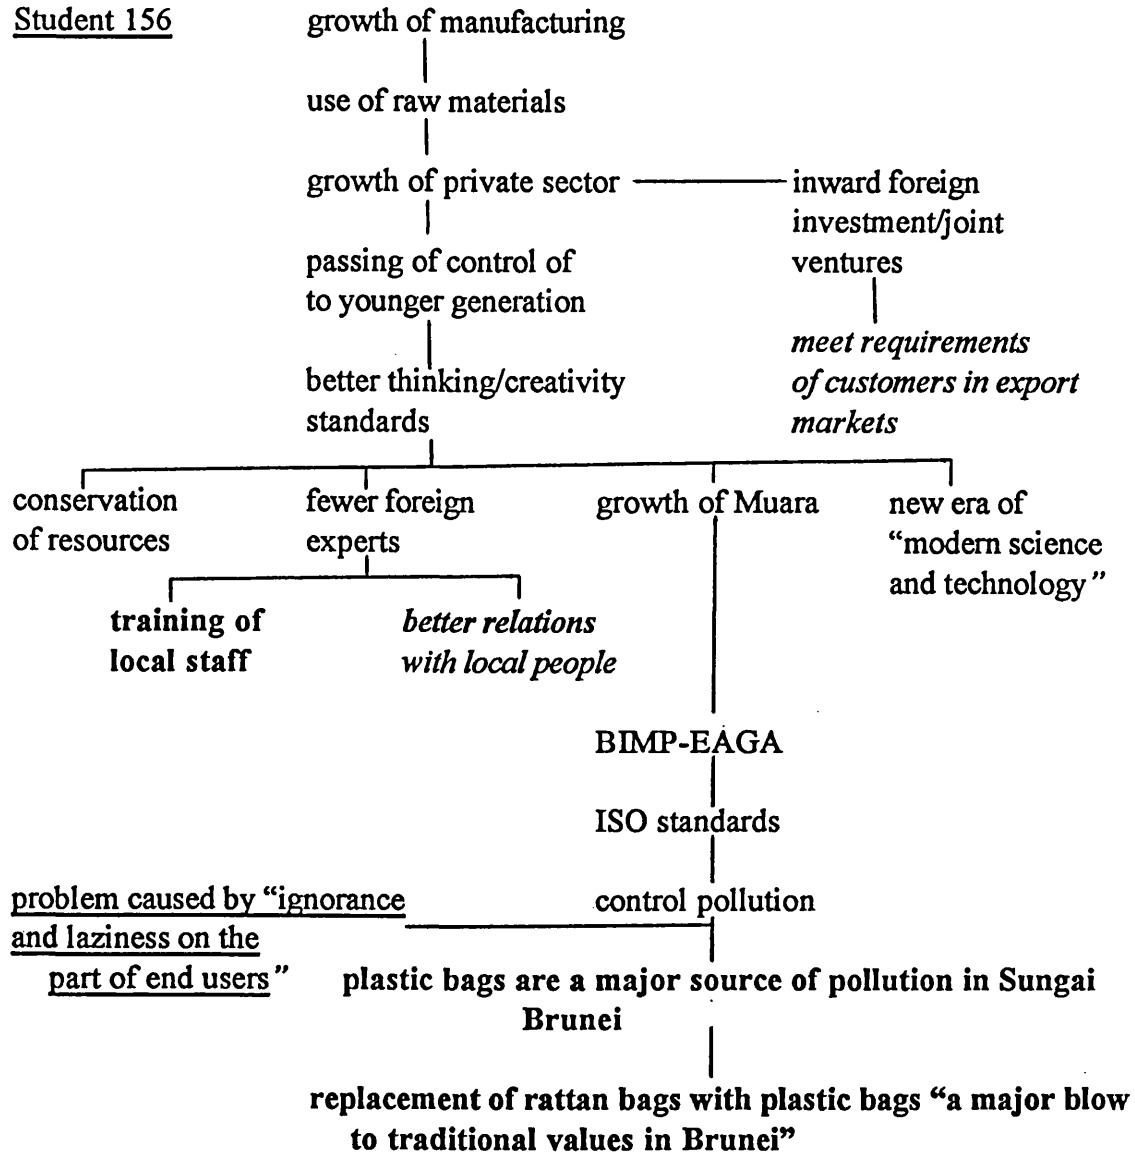 Student 156
growth of manufacturing
use of raw materials
growth of private sector
inward foreign
investment/joint
ventures
passing of control of
to younger generation
meet requirements
of customers in export
markets
better thinking/creativity
standards
conservation
of resources
fewer foreign
experts
growth of Muara
new era of
“modern science
and technology”
training of
local staff
better relations
with local people
BIMP-EAGA
ISO standards
control pollution
problem caused by “ignorance
and laziness on the
part of end users”
plastic bags are a major source of pollution in Sungai
Brunei
replacement of rattan bags with plastic bags “a major blow
to traditional values in Brunei”